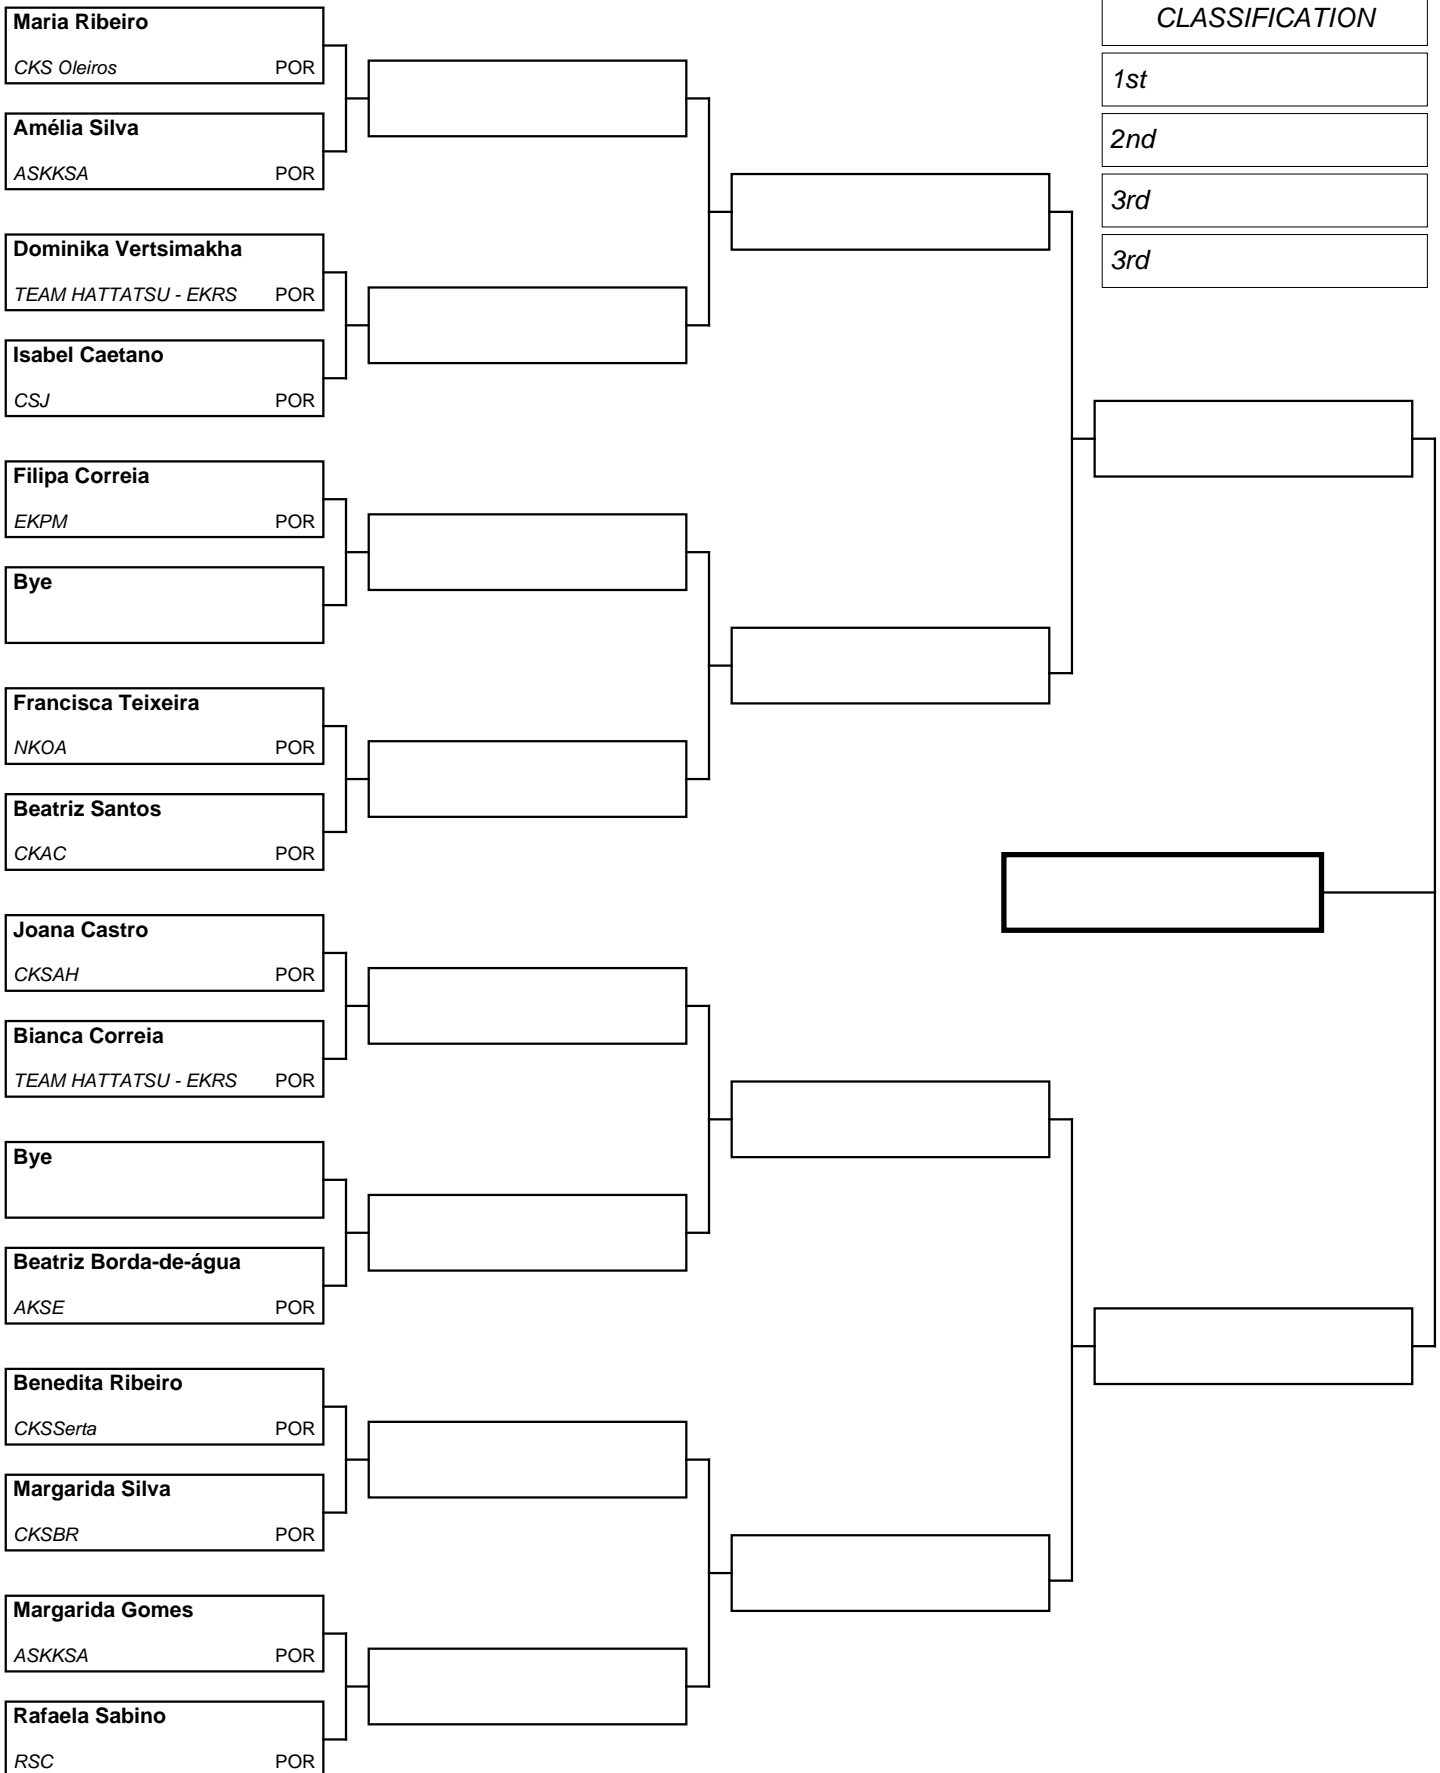 Maria Ribeiro
CKS Oleiros POR
Amélia Silva
ASKKSA POR
Dominika Vertsimakha
TEAM HATTATSU - EKRS POR
Isabel Caetano
CSJ POR
Filipa Correia
EKPM POR
Bye
Francisca Teixeira
NKOA POR
Beatriz Santos
CKAC POR
Joana Castro
CKSAH POR
Bianca Correia
TEAM HATTATSU - EKRS POR
Bye
Beatriz Borda-de-água
AKSE POR
Benedita Ribeiro
CKSSerta POR
Margarida Silva
CKSBR POR
Margarida Gomes
ASKKSA POR
Rafaela Sabino
RSC POR
CLASSIFICATION
1st
2nd
3rd
3rd